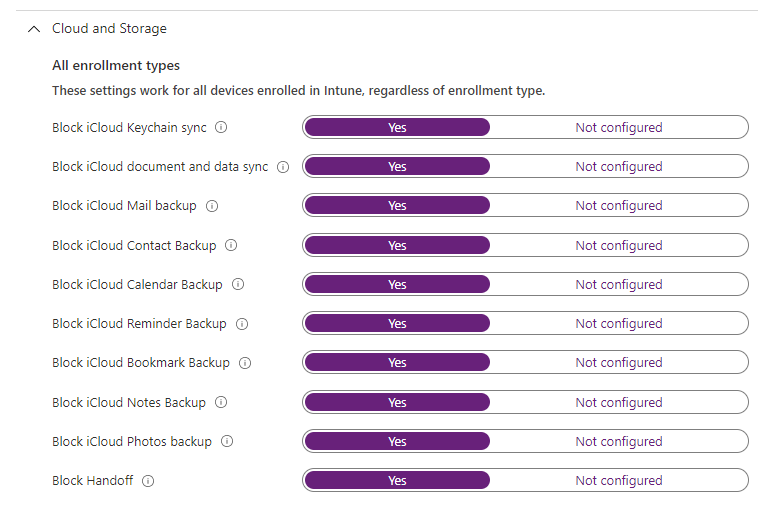 Cloud and Storage
All enrollment types
These settings work for all devices enrolled in Intune, regardless of enrollment type.
Block iCloud Keychain sync Yes Not configured
Block iCloud document and data sync Yes Not configured
Block iCloud Mail backup Yes Not configured
Block iCloud Contact Backup Yes Not configured
Block iCloud Calendar Backup Yes Not configured
Block iCloud Reminder Backup Yes Not configured
Block iCloud Bookmark Backup Yes Not configured
Block iCloud Notes Backup Yes Not configured
Block iCloud Photos backup Yes Not configured
Block Handoff Yes Not configured